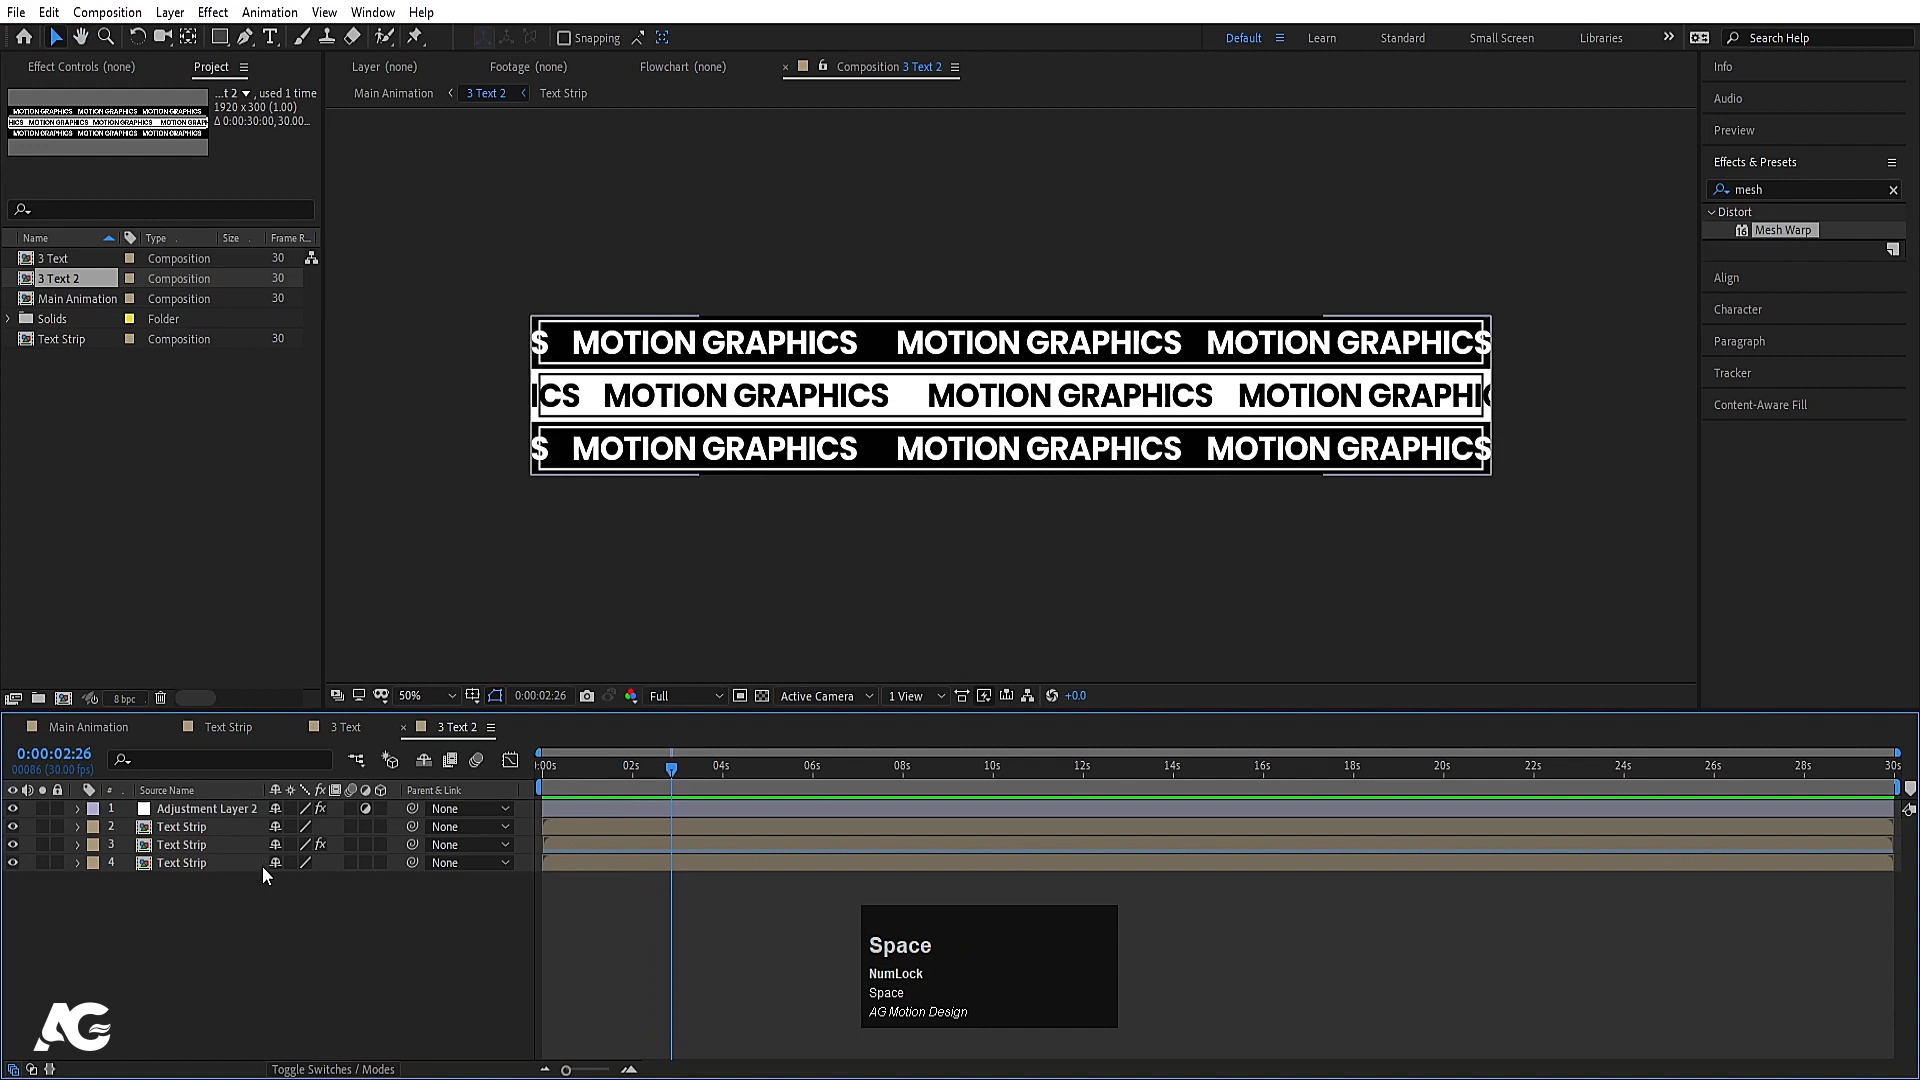 File Edit Composition Layer Effect Animation View Window Help
Snapping Default Learn Standard Small Screen Libraries Search Help
Effect Controls (none) Project
Layer (none) Footage (none) Flowchart (none) × Composition 3 Text 2
Main Animation 3 Text 2 Text Strip
...t 2 , used 1 time
1920 x 300 (1.00)
Δ 0:00:30:00, 30.00...
Name Type Size Frame R...
3 Text Composition 30
3 Text 2 Composition 30
Main Animation Composition 30
Solids Folder
Text Strip Composition 30
S MOTION GRAPHICS MOTION GRAPHICS MOTION GRAPHICS
ICS MOTION GRAPHICS MOTION GRAPHICS MOTION GRAPHIC
S MOTION GRAPHICS MOTION GRAPHICS MOTION GRAPHICS
Info
Audio
Preview
Effects & Presets
mesh
Distort
16 Mesh Warp
Align
Character
Paragraph
Tracker
Content-Aware Fill
8 bpc 50% 0:00:02:26 Full Active Camera 1 View +0.0
Main Animation Text Strip 3 Text × 3 Text 2
0:00:02:26
00086 (30.00 fps)
:00s 02s 04s 06s 08s 10s 12s 14s 16s 18s 20s 22s 24s 26s 28s 30s
# Source Name fx Parent & Link
1 Adjustment Layer 2 fx None
2 Text Strip None
3 Text Strip fx None
4 Text Strip None
Space
NumLock
Space
AG Motion Design
AG
Toggle Switches / Modes